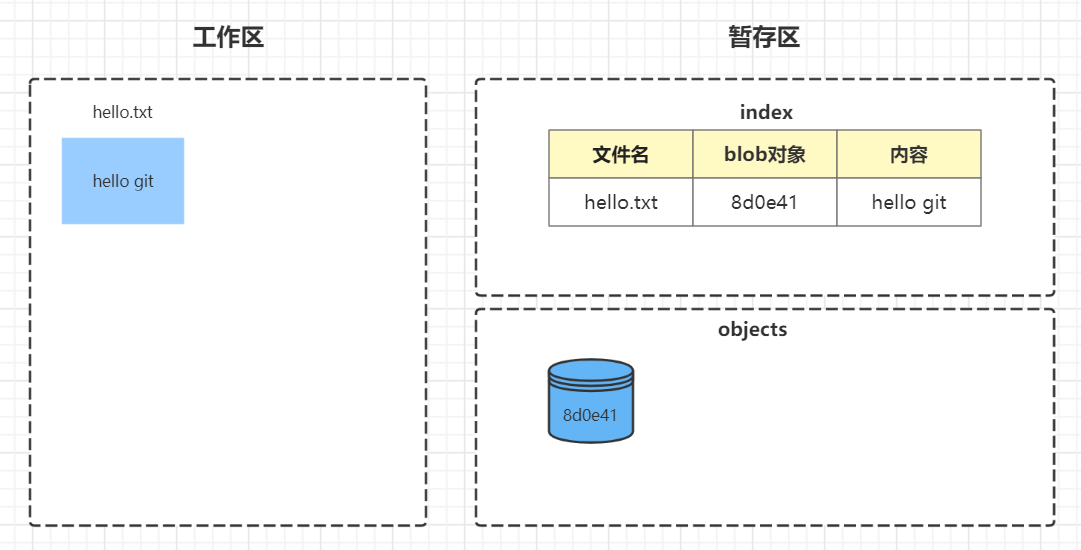 工作区
暂存区
hello.txt
hello git
index
文件名 blob对象 内容
hello.txt 8d0e41 hello git
objects
8d0e41